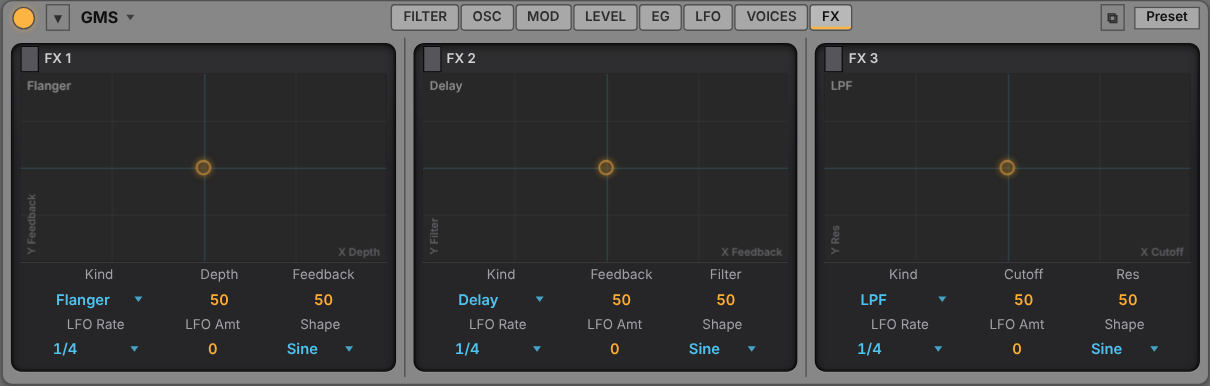 GMS
FILTER OSC MOD LEVEL EG LFO VOICES FX
Preset
FX 1
Flanger
Y Feedback
X Depth
Kind Depth Feedback
Flanger 50 50
LFO Rate LFO Amt Shape
1/4 0 Sine
FX 2
Delay
Y Filter
X Feedback
Kind Feedback Filter
Delay 50 50
LFO Rate LFO Amt Shape
1/4 0 Sine
FX 3
LPF
Y Res
X Cutoff
Kind Cutoff Res
LPF 50 50
LFO Rate LFO Amt Shape
1/4 0 Sine